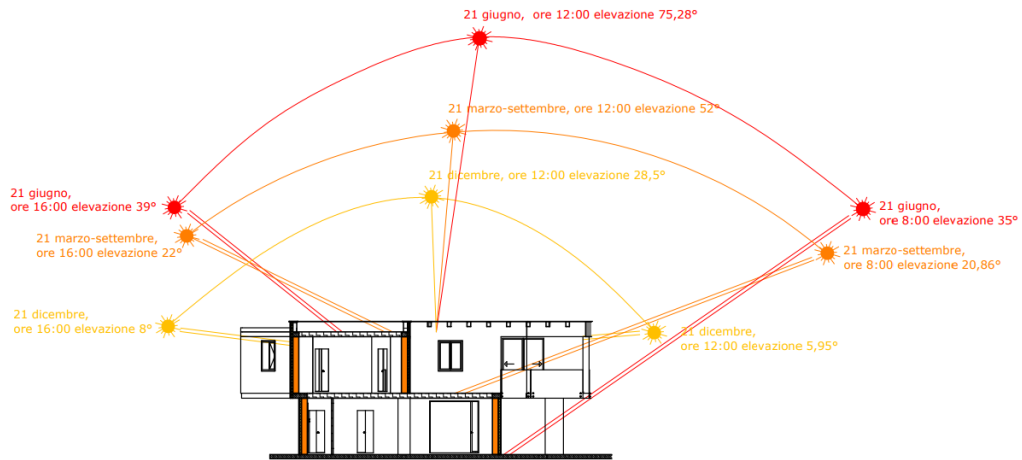 21 giugno, ore 12:00 elevazione 75,28°
21 marzo-settembre, ore 12:00 elevazione 52°
21 dicembre, ore 12:00 elevazione 28,5°
21 giugno,
ore 16:00 elevazione 39°
21 marzo-settembre,
ore 16:00 elevazione 22°
21 dicembre,
ore 16:00 elevazione 8°
21 giugno,
ore 8:00 elevazione 35°
21 marzo-settembre,
ore 8:00 elevazione 20,86°
21 dicembre,
ore 12:00 elevazione 5,95°